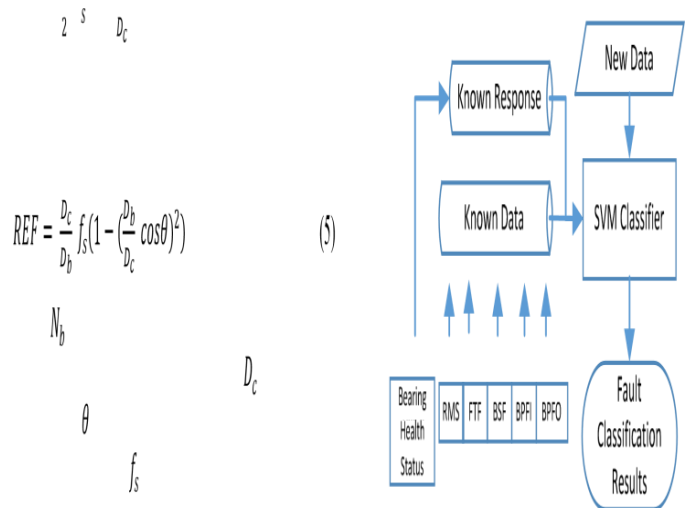 2 s D_c
REF = D_c/D_b f_s(1 − (D_b/D_c cosθ)²) (5)
N_b
D_c
θ
f_s
New Data
Known Response
Known Data
SVM Classifier
Bearing
Health
Status
RMS FTF BSF BPFI BPFO
Fault
Classification
Results